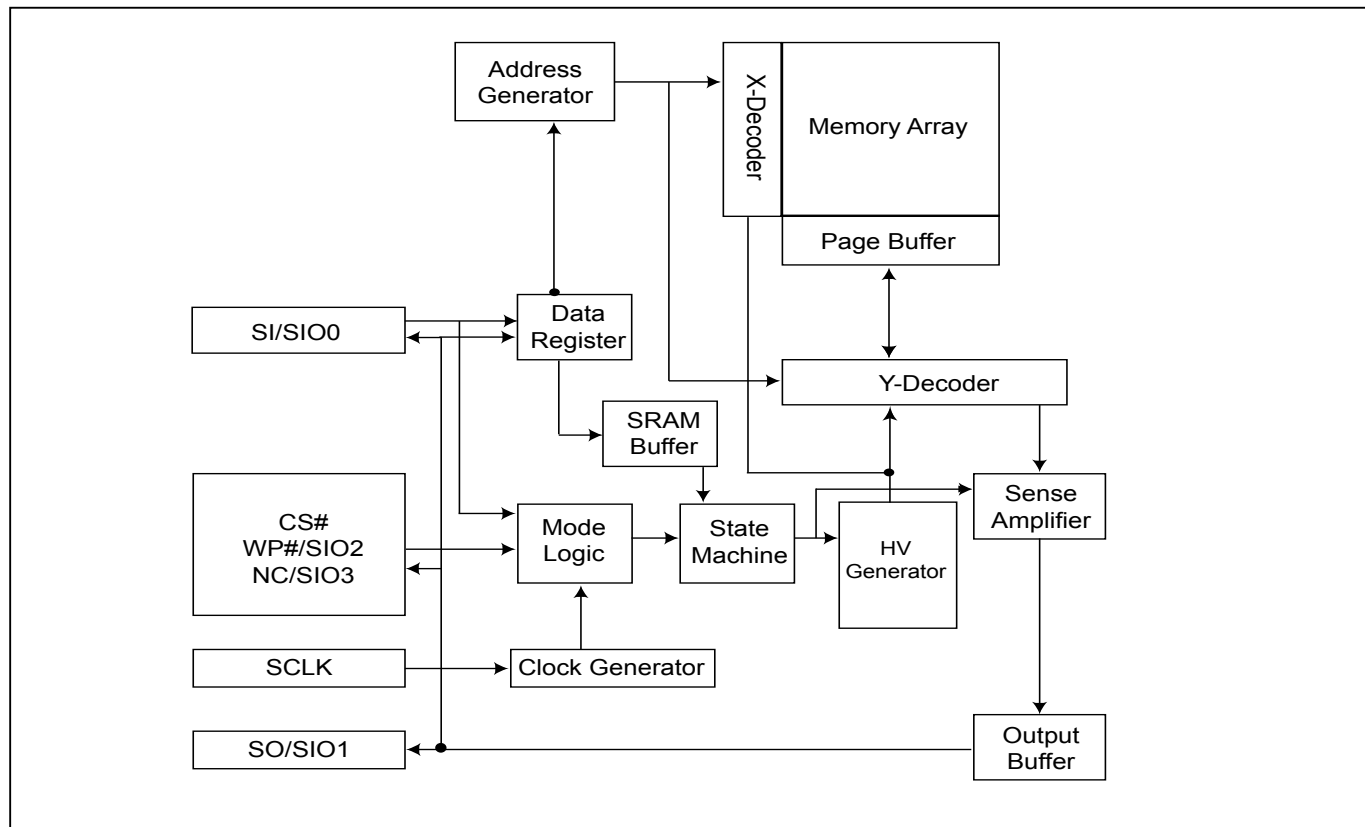 Address
Generator
X-Decoder
Memory Array
Page Buffer
SI/SIO0
Data
Register
Y-Decoder
SRAM
Buffer
CS#
WP#/SIO2
NC/SIO3
Mode
Logic
State
Machine
HV
Generator
Sense
Amplifier
SCLK
Clock Generator
SO/SIO1
Output
Buffer